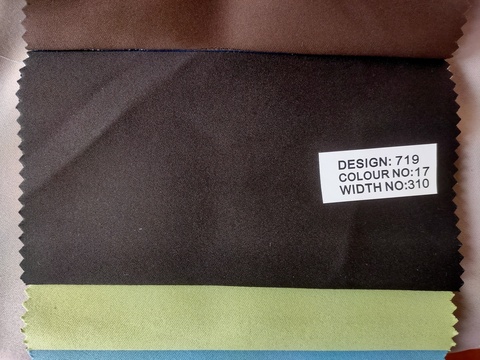 DESIGN: 719
COLOUR NO:17
WIDTH NO:310